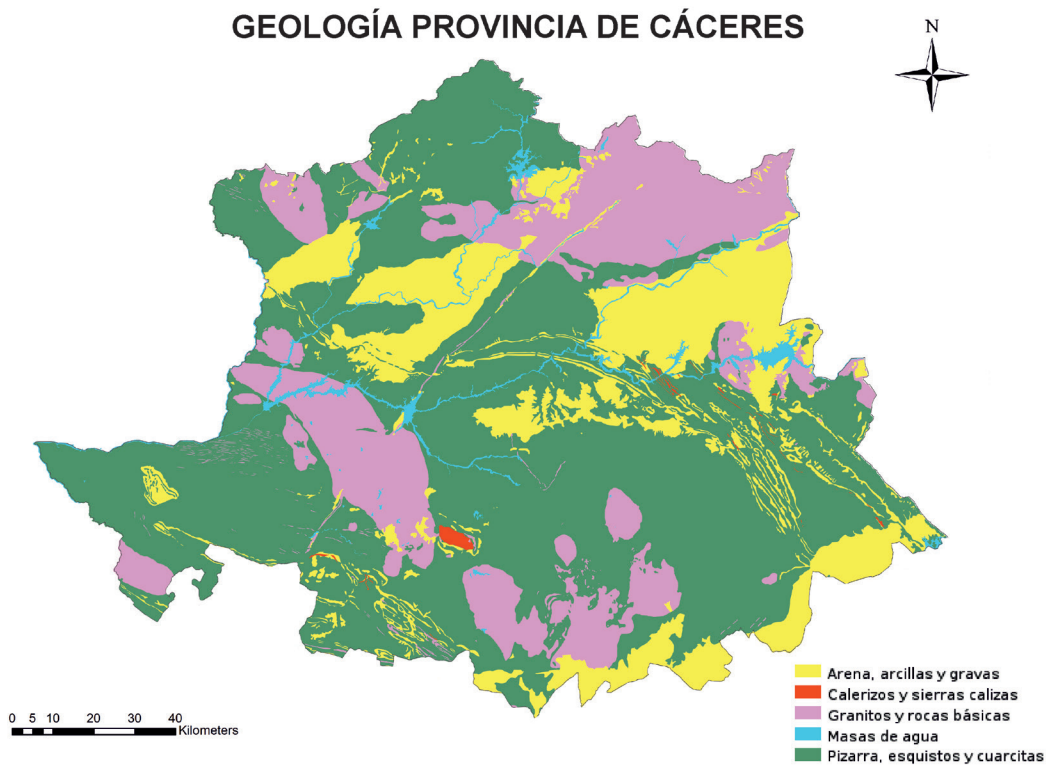 GEOLOGÍA PROVINCIA DE CÁCERES
N
Arena, arcillas y gravas
Calerizos y sierras calizas
Granitos y rocas básicas
Masas de agua
Pizarra, esquistos y cuarcitas
0 5 10 20 30 40
Kilometers